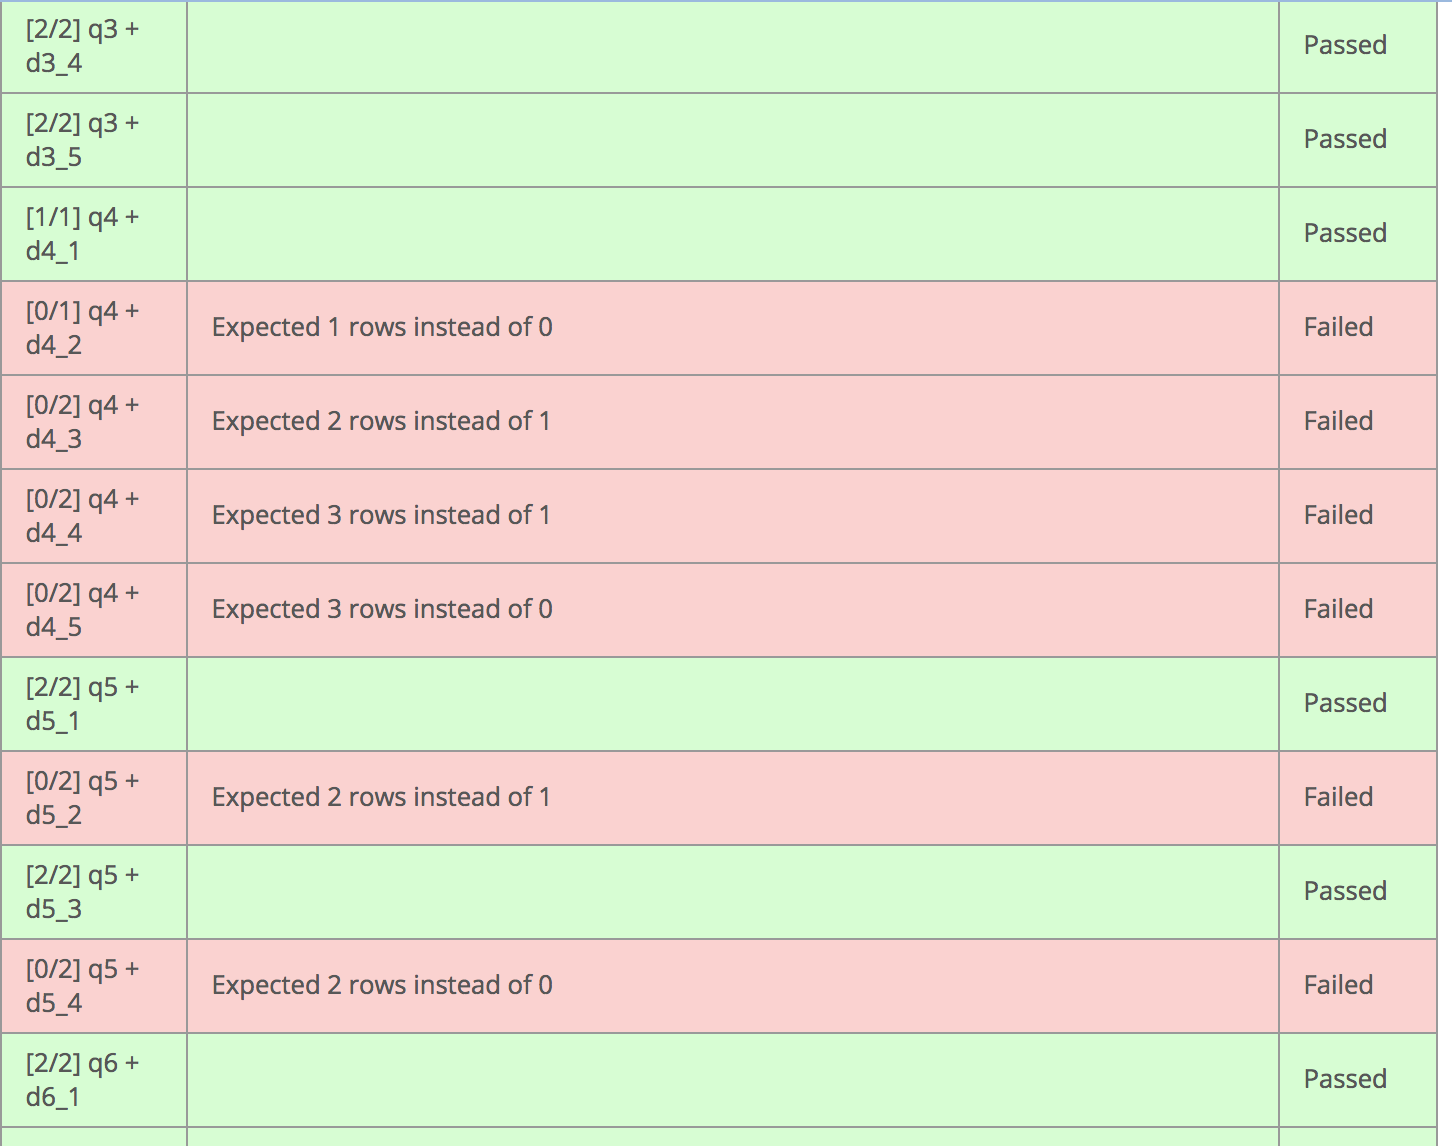 [2/2] q3 +
d3_4
Passed
[2/2] q3 +
d3_5
Passed
[1/1] q4 +
d4_1
Passed
[0/1] q4 +
d4_2
Expected 1 rows instead of 0
Failed
[0/2] q4 +
d4_3
Expected 2 rows instead of 1
Failed
[0/2] q4 +
d4_4
Expected 3 rows instead of 1
Failed
[0/2] q4 +
d4_5
Expected 3 rows instead of 0
Failed
[2/2] q5 +
d5_1
Passed
[0/2] q5 +
d5_2
Expected 2 rows instead of 1
Failed
[2/2] q5 +
d5_3
Passed
[0/2] q5 +
d5_4
Expected 2 rows instead of 0
Failed
[2/2] q6 +
d6_1
Passed